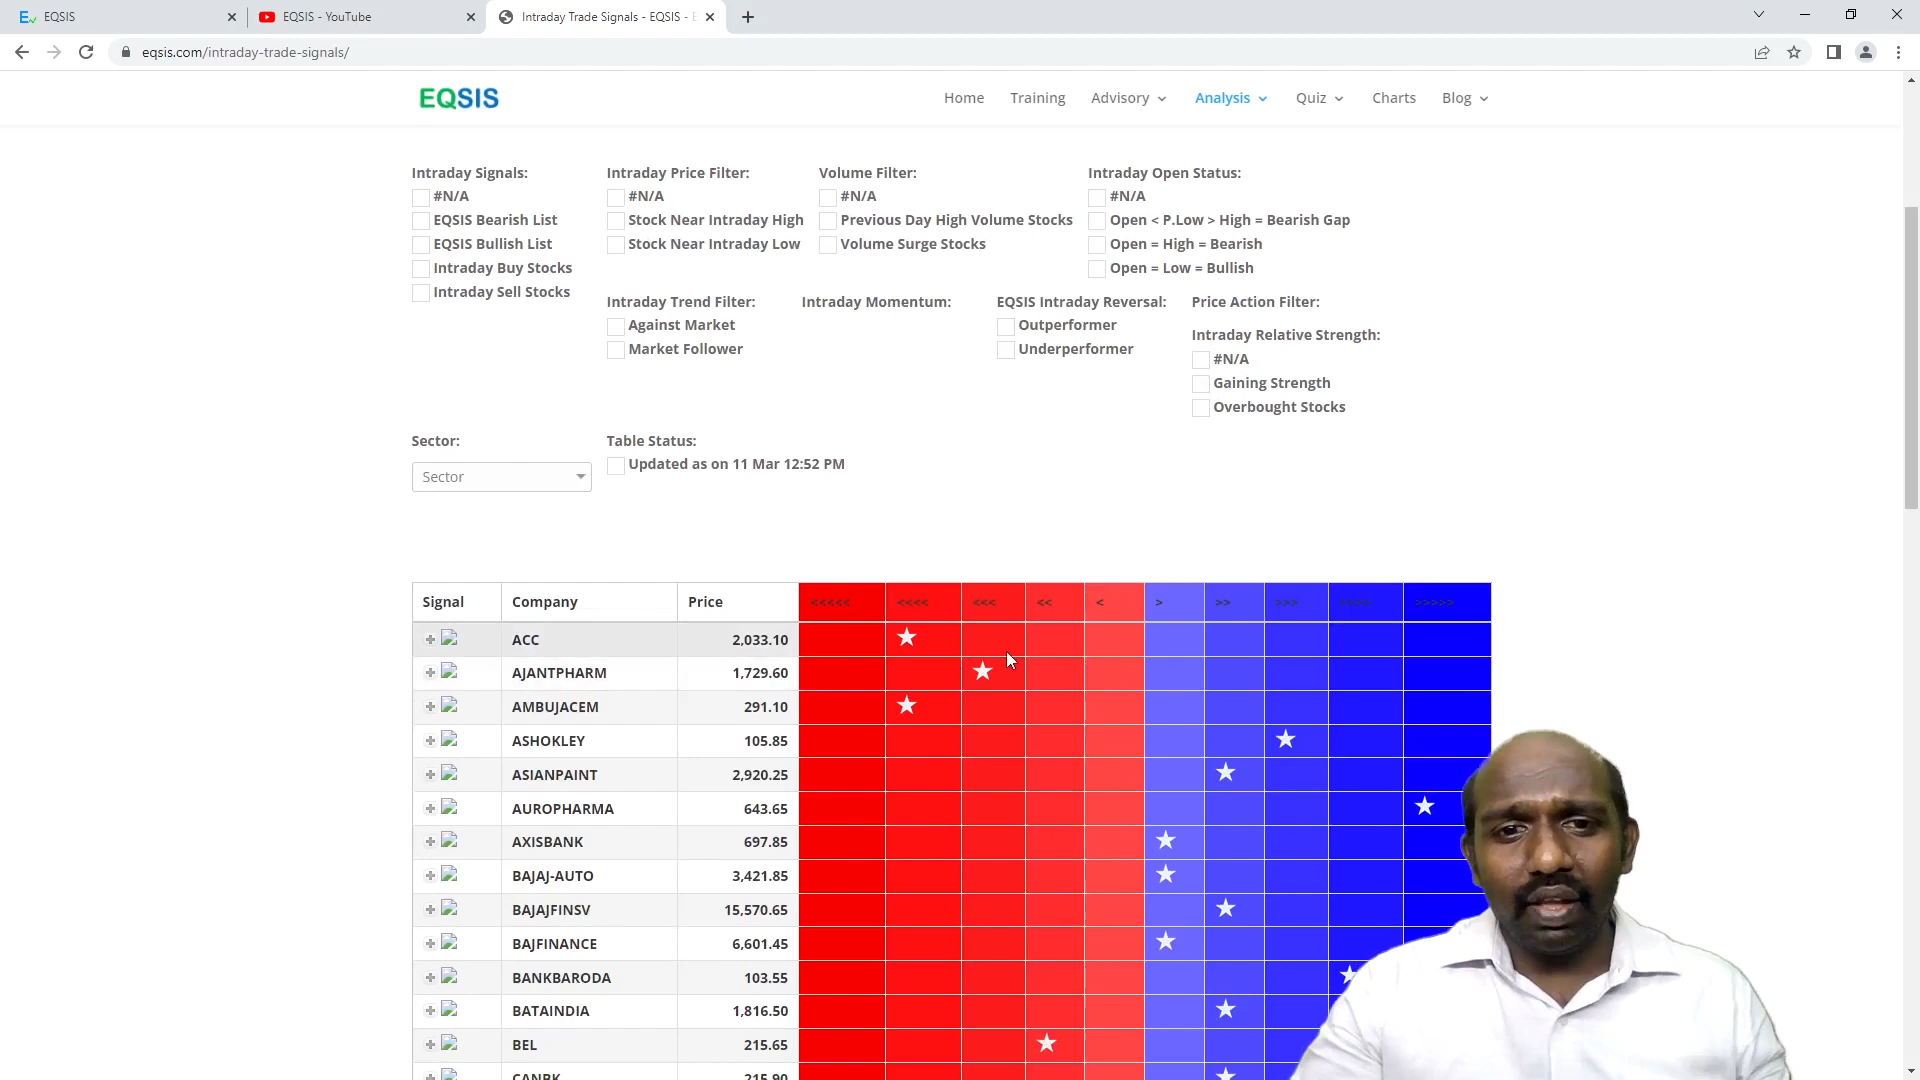 EQSIS
EQSIS - YouTube
Intraday Trade Signals - EQSIS -
eqsis.com/intraday-trade-signals/
EQSIS
Home Training Advisory Analysis Quiz Charts Blog
Intraday Signals:
#N/A
EQSIS Bearish List
EQSIS Bullish List
Intraday Buy Stocks
Intraday Sell Stocks
Intraday Price Filter:
#N/A
Stock Near Intraday High
Stock Near Intraday Low
Volume Filter:
#N/A
Previous Day High Volume Stocks
Volume Surge Stocks
Intraday Open Status:
#N/A
Open < P.Low > High = Bearish Gap
Open = High = Bearish
Open = Low = Bullish
Intraday Trend Filter:
Against Market
Market Follower
Intraday Momentum:
EQSIS Intraday Reversal:
Outperformer
Underperformer
Price Action Filter:
Intraday Relative Strength:
#N/A
Gaining Strength
Overbought Stocks
Sector:
Sector
Table Status:
Updated as on 11 Mar 12:52 PM
Signal Company Price <<<<< <<<< <<< << < > >> >>> >>>> >>>>>
ACC 2,033.10
AJANTPHARM 1,729.60
AMBUJACEM 291.10
ASHOKLEY 105.85
ASIANPAINT 2,920.25
AUROPHARMA 643.65
AXISBANK 697.85
BAJAJ-AUTO 3,421.85
BAJAJFINSV 15,570.65
BAJFINANCE 6,601.45
BANKBARODA 103.55
BATAINDIA 1,816.50
BEL 215.65
CANBK 215.90